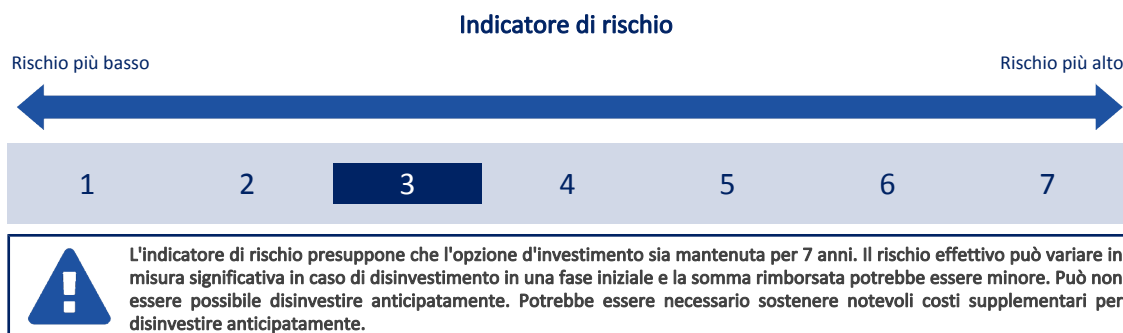 Indicatore di rischio
Rischio più basso
Rischio più alto
1 2 3 4 5 6 7
L'indicatore di rischio presuppone che l'opzione d'investimento sia mantenuta per 7 anni. Il rischio effettivo può variare in
misura significativa in caso di disinvestimento in una fase iniziale e la somma rimborsata potrebbe essere minore. Può non
essere possibile disinvestire anticipatamente. Potrebbe essere necessario sostenere notevoli costi supplementari per
disinvestire anticipatamente.